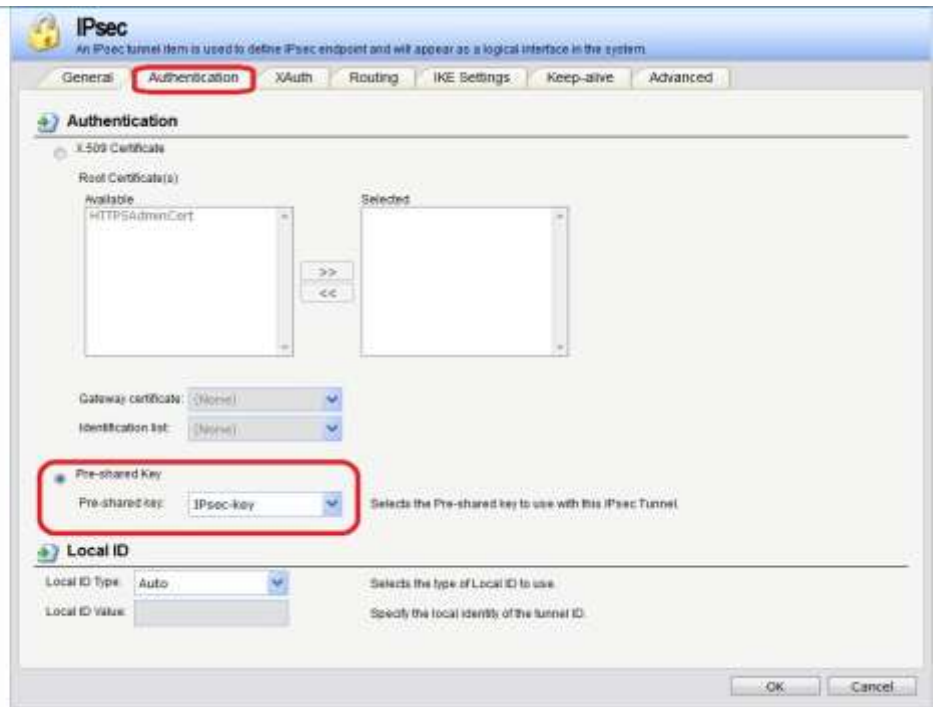 IPsec
An IPsec tunnel item is used to define IPsec endpoint and will appear as a logical interface in the system.
General Authentication XAuth Routing IKE Settings Keep-alive Advanced
Authentication
X.509 Certificate
Root Certificate(s)
Available Selected
HTTPSAdminCert
>>
<<
Gateway certificate: (None)
Identification list: (None)
Pre-shared Key
Pre-shared key: IPsec-key Selects the Pre-shared key to use with this IPsec Tunnel.
Local ID
Local ID Type: Auto Selects the type of Local ID to use.
Local ID Value: Specify the local identity of the tunnel ID.
OK Cancel